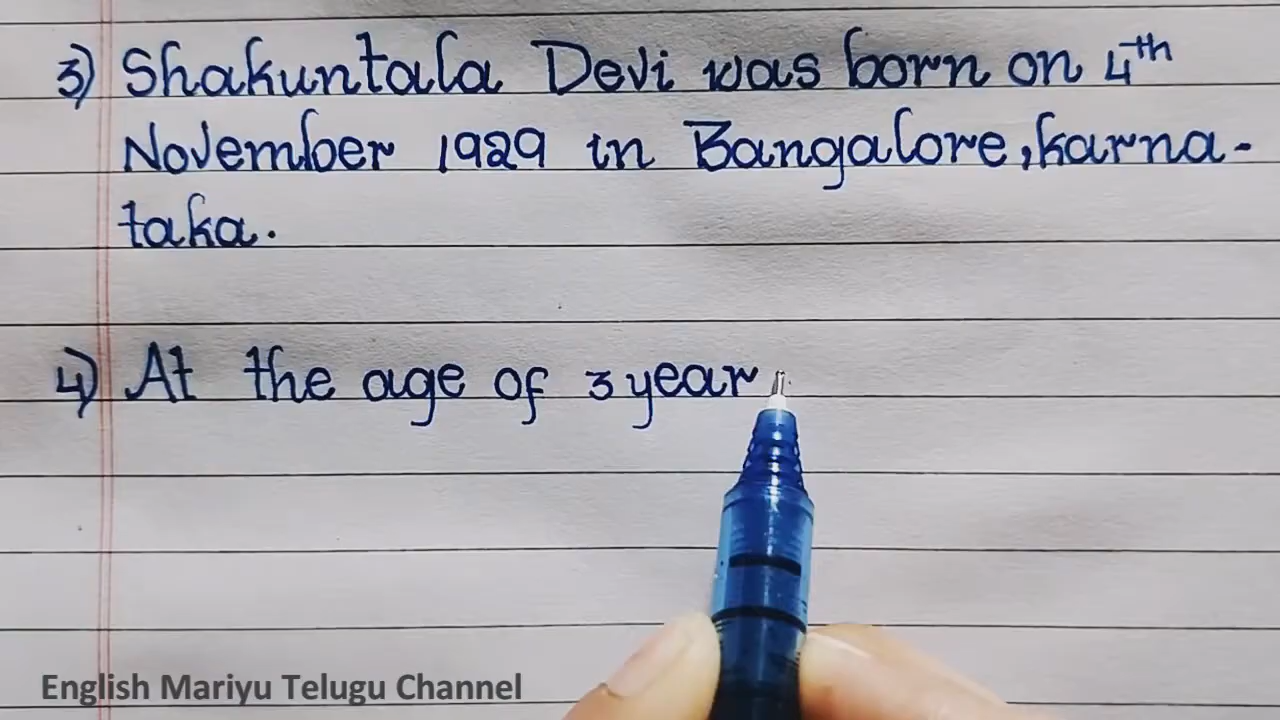 3) Shakuntala Devi was born on 4th
November 1929 in Bangalore, karna-
taka.
4) At the age of 3 year
English Mariyu Telugu Channel